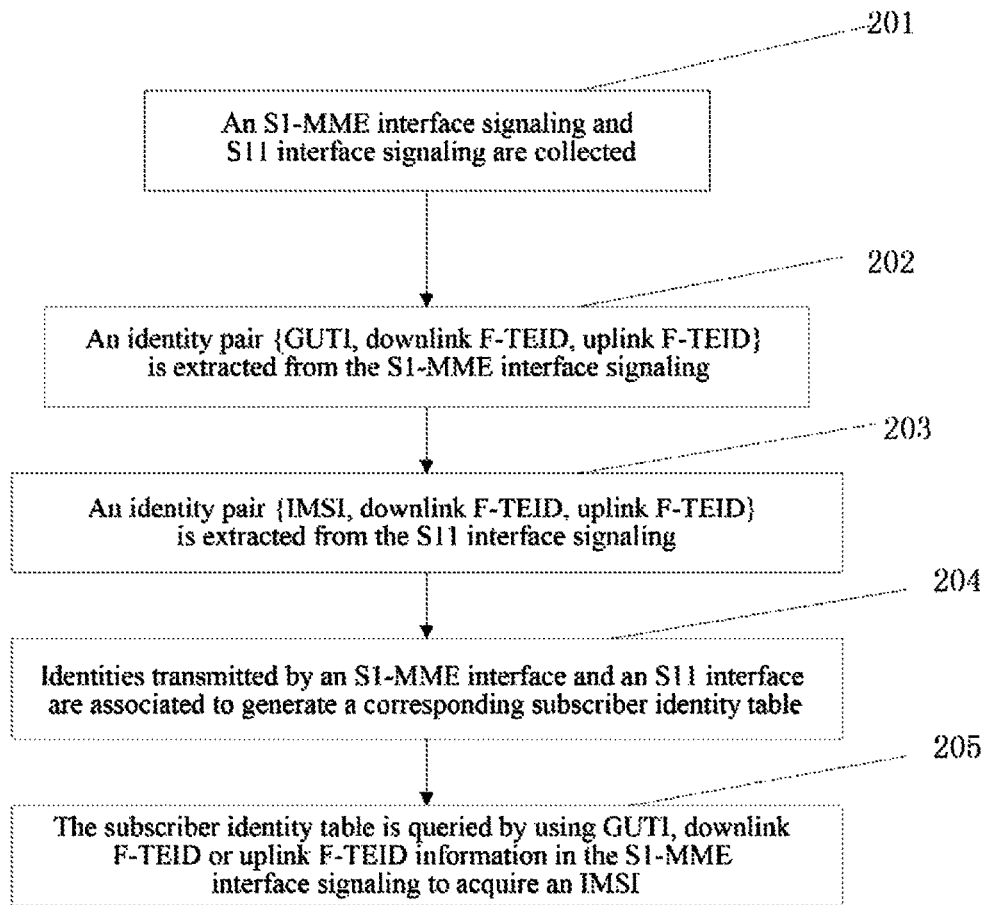 201
An S1-MME interface signaling and
S11 interface signaling are collected
202
An identity pair {GUTI, downlink F-TEID, uplink F-TEID}
is extracted from the S1-MME interface signaling
203
An identity pair {IMSI, downlink F-TEID, uplink F-TEID}
is extracted from the S11 interface signaling
204
Identities transmitted by an S1-MME interface and an S11 interface
are associated to generate a corresponding subscriber identity table
205
The subscriber identity table is queried by using GUTI, downlink
F-TEID or uplink F-TEID information in the S1-MME
interface signaling to acquire an IMSI